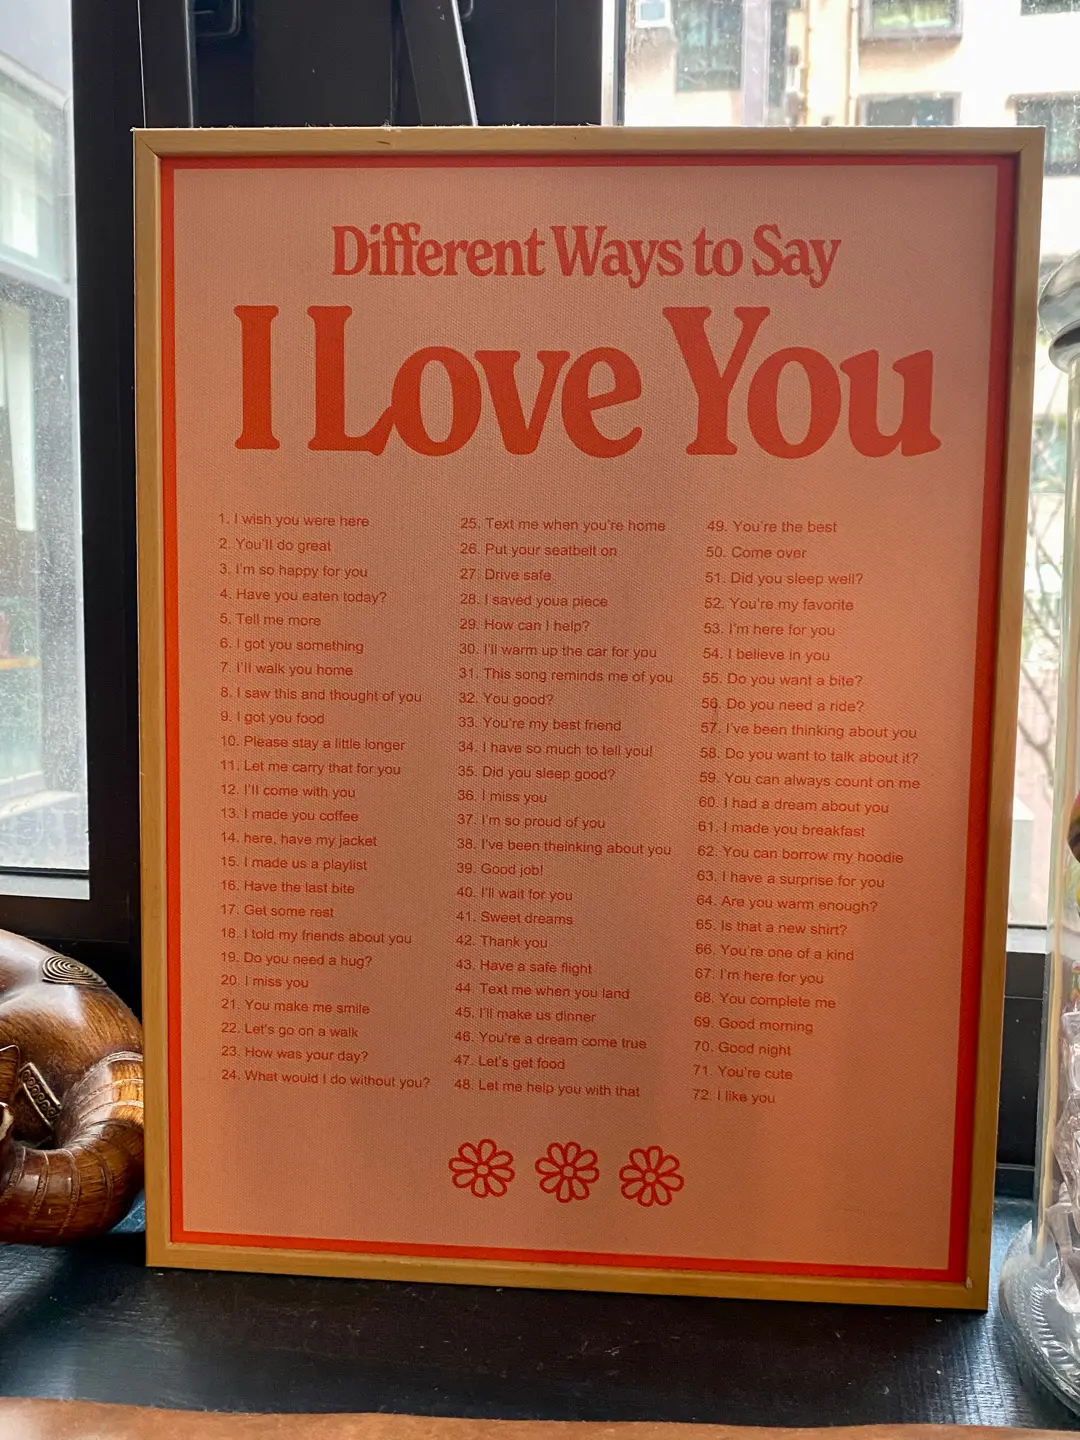 Different Ways to Say
I Love You
1. I wish you were here
2. You'll do great
3. I'm so happy for you
4. Have you eaten today?
5. Tell me more
6. I got you something
7. I'll walk you home
8. I saw this and thought of you
9. I got you food
10. Please stay a little longer
11. Let me carry that for you
12. I'll come with you
13. I made you coffee
14. here, have my jacket
15. I made us a playlist
16. Have the last bite
17. Get some rest
18. I told my friends about you
19. Do you need a hug?
20. I miss you
21. You make me smile
22. Let's go on a walk
23. How was your day?
24. What would I do without you?
25. Text me when you're home
26. Put your seatbelt on
27. Drive safe.
28. I saved youa piece
29. How can I help?
30. I'll warm up the car for you
31. This song reminds me of you
32. You good?
33. You're my best friend
34. I have so much to tell you!
35. Did you sleep good?
36. I miss you
37. I'm so proud of you
38. I've been theinking about you
39. Good job!
40. I'll wait for you
41. Sweet dreams
42. Thank you
43. Have a safe flight
44. Text me when you land
45. I'll make us dinner
46. You're a dream come true
47. Let's get food
48. Let me help you with that
49. You're the best
50. Come over
51. Did you sleep well?
52. You're my favorite
53. I'm here for you
54. I believe in you
55. Do you want a bite?
56. Do you need a ride?
57. I've been thinking about you
58. Do you want to talk about it?
59. You can always count on me
60. I had a dream about you
61. I made you breakfast
62. You can borrow my hoodie
63. I have a surprise for you
64. Are you warm enough?
65. Is that a new shirt?
66. You're one of a kind
67. I'm here for you
68. You complete me
69. Good morning
70. Good night
71. You're cute
72. I like you